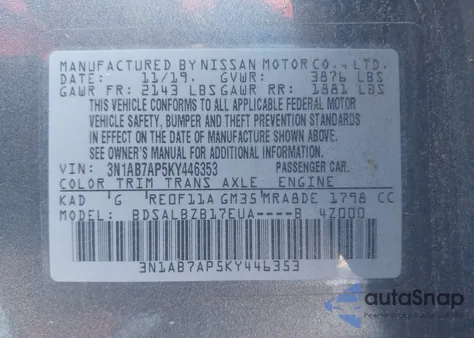 MANUFACTURED BY NISSAN MOTOR CO., LTD.
DATE: 11/19. GVWR: 3876 LBS
GAWR FR: 2143 LBS GAWR RR: 1881 LBS
THIS VEHICLE CONFORMS TO ALL APPLICABLE FEDERAL MOTOR
VEHICLE SAFETY, BUMPER AND THEFT PREVENTION STANDARDS
IN EFFECT ON THE DATE OF MANUFACTURE SHOWN ABOVE.
SEE OWNER'S MANUAL FOR ADDITIONAL INFORMATION.
VIN: 3N1AB7AP5KY446353 PASSENGER CAR.
COLOR TRIM TRANS AXLE ENGINE
KAD G RE0F11A GM35 MRA8DE 1798 CC
MODEL: BDSALBZB17EUA----B 4Z000
3N1AB7AP5KY446353
autoSnap